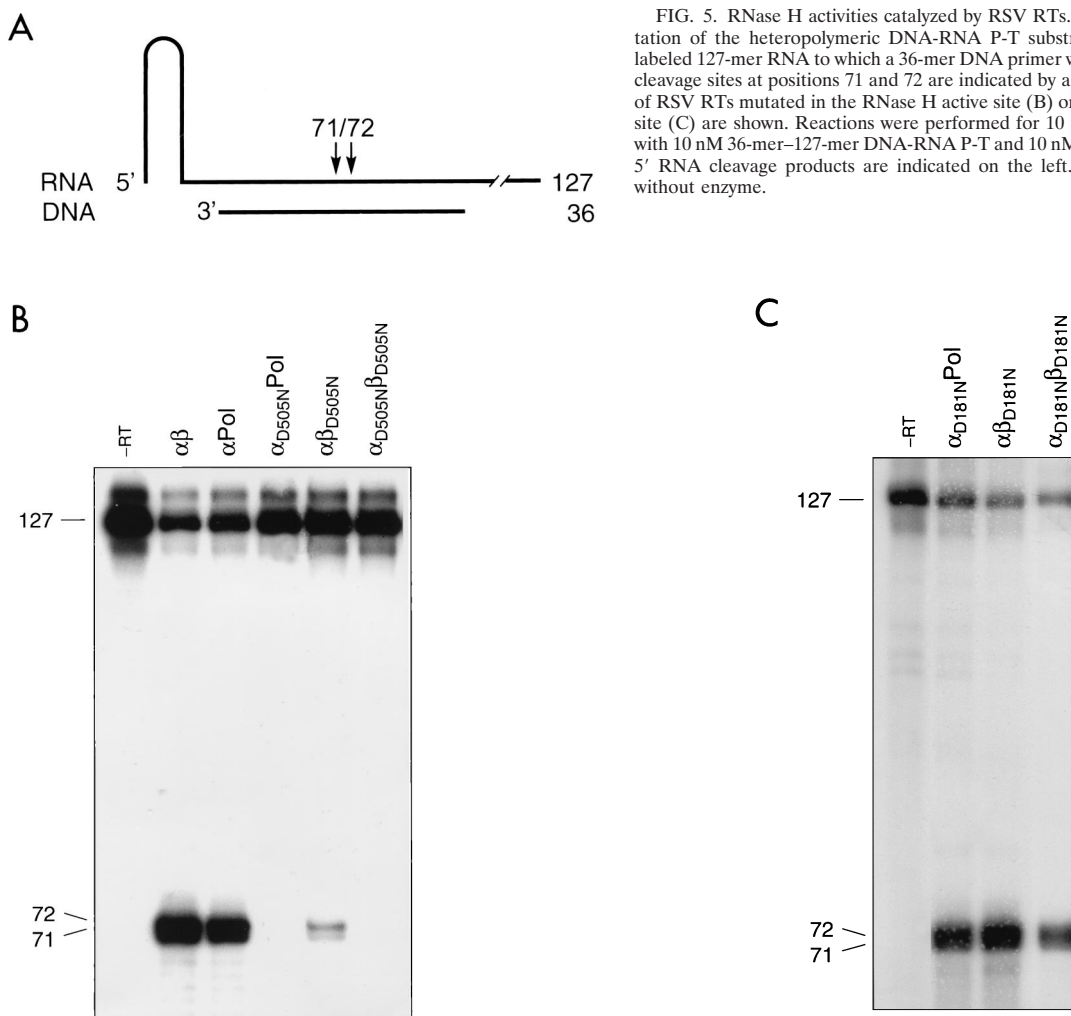 A
71/72
RNA 5' 127
DNA 3' 36
FIG. 5. RNase H activities catalyzed by RSV RTs.
tation of the heteropolymeric DNA-RNA P-T substr
labeled 127-mer RNA to which a 36-mer DNA primer w
cleavage sites at positions 71 and 72 are indicated by a
of RSV RTs mutated in the RNase H active site (B) or
site (C) are shown. Reactions were performed for 10
with 10 nM 36-mer–127-mer DNA-RNA P-T and 10 nM
5′ RNA cleavage products are indicated on the left.
without enzyme.
B
–RT
αβ
αPol
αD505NPol
αβD505N
αD505NβD505N
127
72
71
C
–RT
αD181NPol
αβD181N
αD181NβD181N
127
72
71